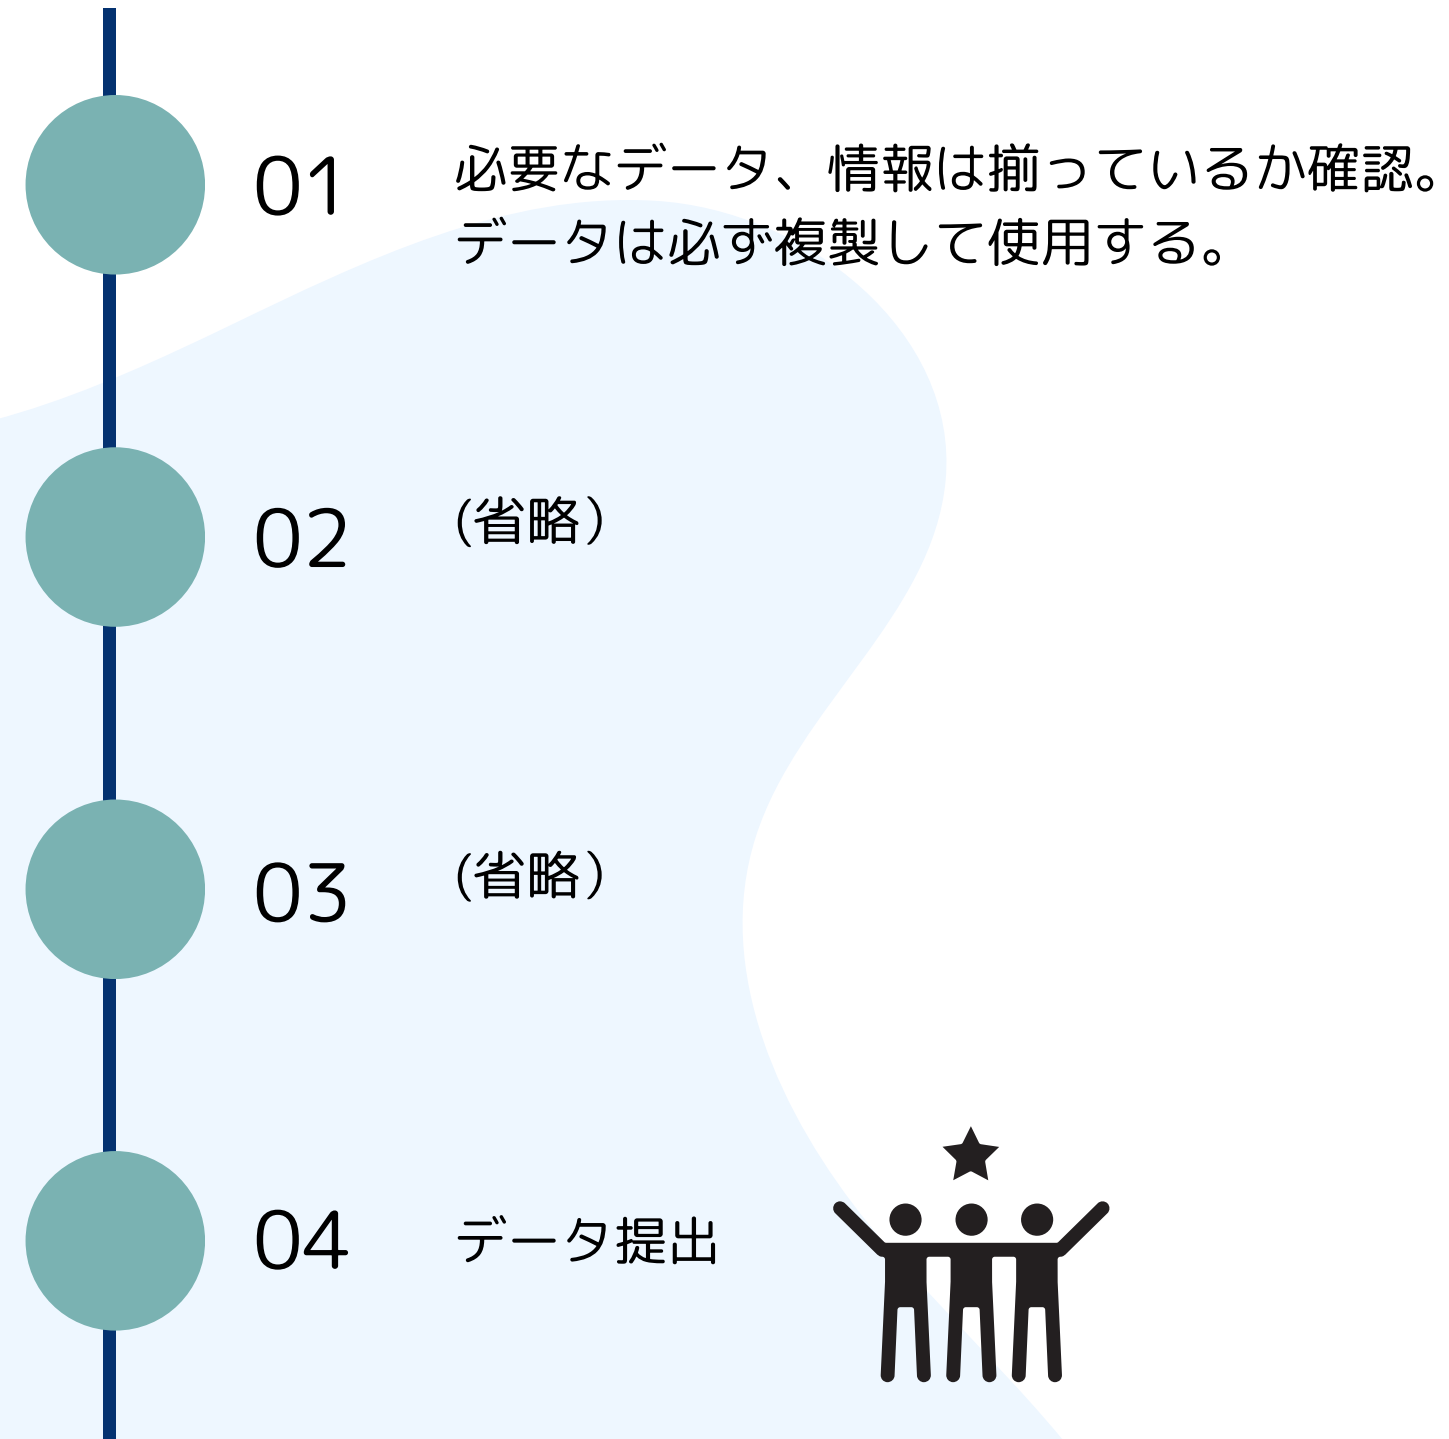 01 必要なデータ、情報は揃っているか確認。
データは必ず複製して使用する。
02 (省略）
03 (省略）
04 データ提出